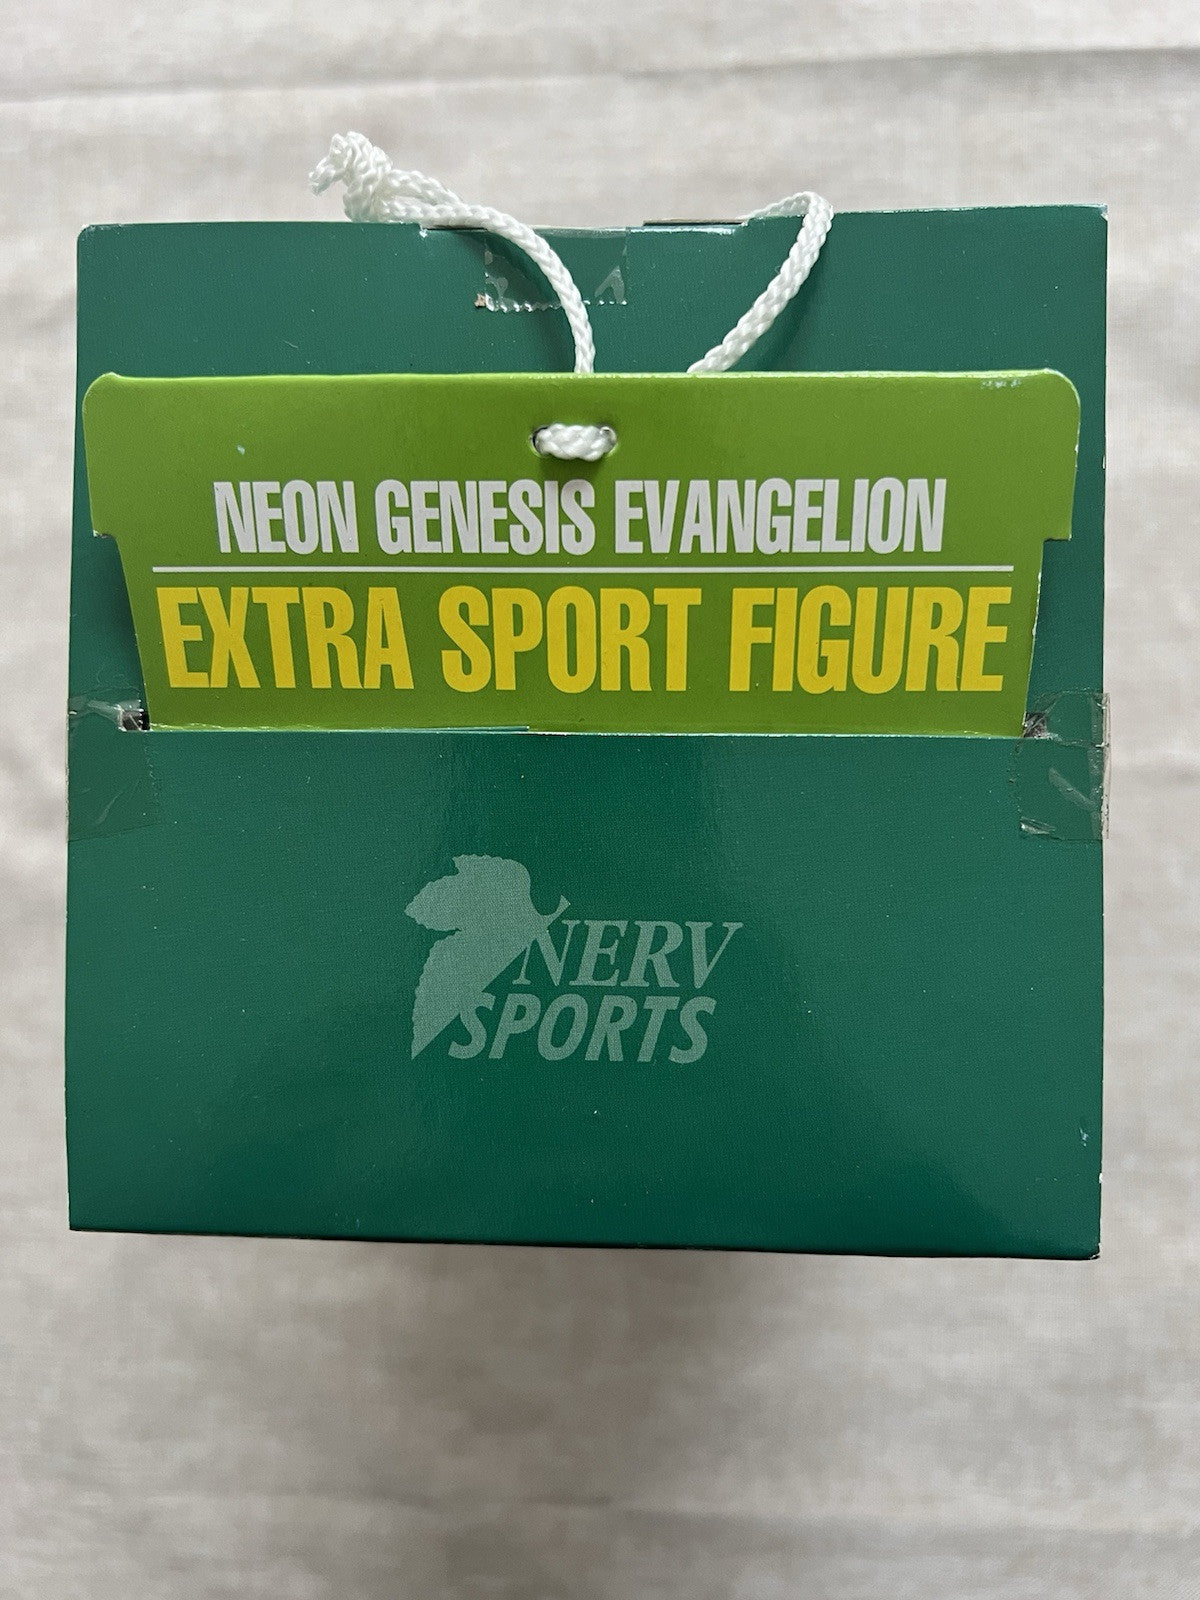 NEON GENESIS EVANGELION
EXTRA SPORT FIGURE
NERV
SPORTS